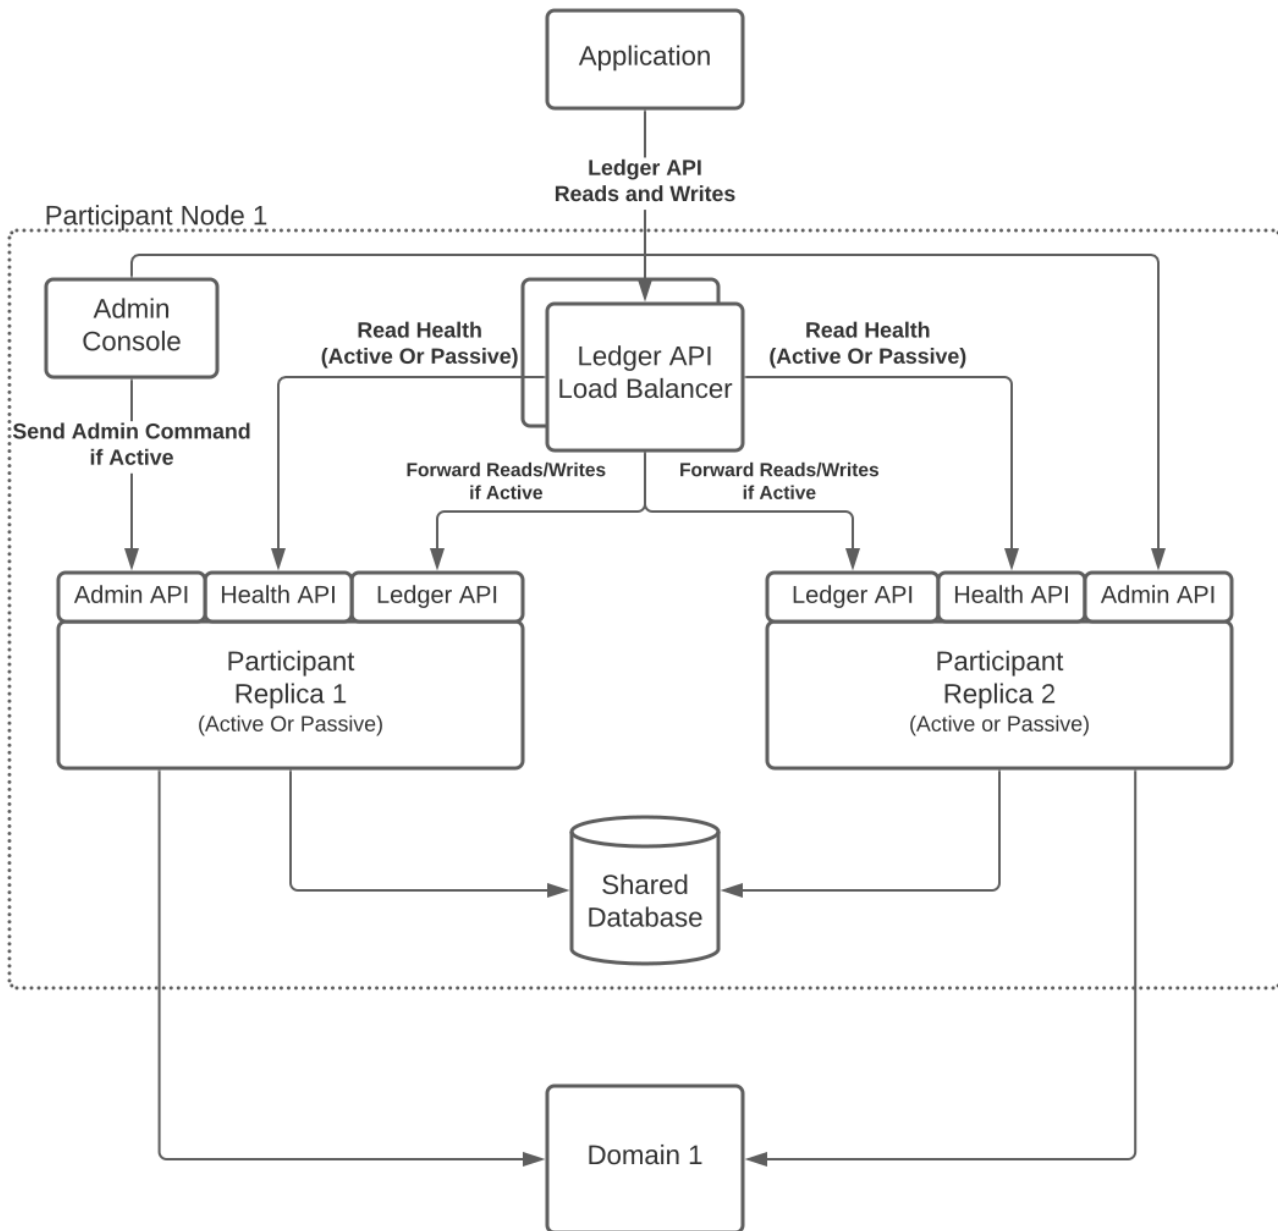 Application
Ledger API
Reads and Writes
Participant Node 1
Admin
Console
Read Health
(Active Or Passive)
Ledger API
Load Balancer
Read Health
(Active Or Passive)
Send Admin Command
if Active
Forward Reads/Writes
if Active
Forward Reads/Writes
if Active
Admin API
Health API
Ledger API
Ledger API
Health API
Admin API
Participant
Replica 1
(Active Or Passive)
Participant
Replica 2
(Active or Passive)
Shared
Database
Domain 1